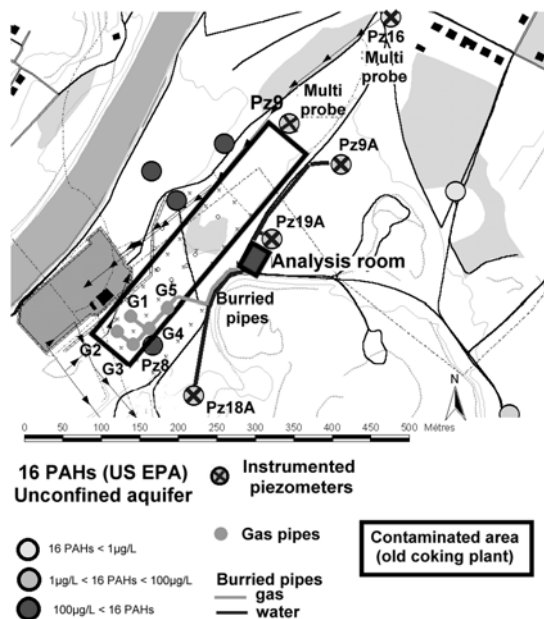 Pz16
Multi
probe
Multi
probe
Pz9
Pz9A
Pz19A
Analysis room
G5
Burried
pipes
G1
G4
G2
G3
Pz8
Pz18A
N
0 50 100 150 200 250 300 350 400 450 500 Mètres
16 PAHs (US EPA)
Unconfined aquifer
16 PAHs < 1µg/L
1µg/L < 16 PAHs < 100µg/L
100µg/L < 16 PAHs
Instrumented
piezometers
Gas pipes
Burried pipes
gas
water
Contaminated area
(old coking plant)